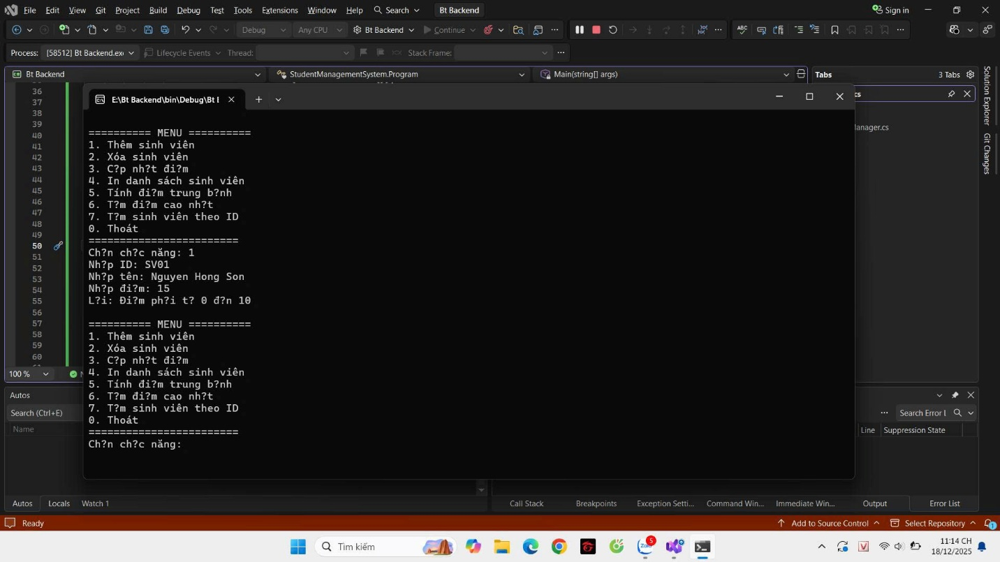 File Edit View Git Project Build Debug Test Tools Extensions Window Help Search Bt Backend Sign in
Debug Any CPU Bt Backend Continue
Process: [58512] Bt Backend.exe Lifecycle Events Thread: Stack Frame:
Bt Backend StudentManagementSystem.Program Main(string[] args) Tabs 3 Tabs
E:\Bt Backend\bin\Debug\Bt cs
anager.cs
Solution Explorer
Git Changes
36
37
38
39
40
41
42
43
44
45
46
47
48
49
50
51
52
53
54
55
56
57
58
59
60
========== MENU ==========
1. Thêm sinh viên
2. Xóa sinh viên
3. C?p nh?t đi?m
4. In danh sách sinh viên
5. Tính đi?m trung b?nh
6. T?m đi?m cao nh?t
7. T?m sinh viên theo ID
0. Thoát
========================
Ch?n ch?c năng: 1
Nh?p ID: SV01
Nh?p tên: Nguyen Hong Son
Nh?p đi?m: 15
L?i: Đi?m ph?i t? 0 đ?n 10
========== MENU ==========
1. Thêm sinh viên
2. Xóa sinh viên
3. C?p nh?t đi?m
4. In danh sách sinh viên
5. Tính đi?m trung b?nh
6. T?m đi?m cao nh?t
7. T?m sinh viên theo ID
0. Thoát
========================
Ch?n ch?c năng:
100 %
Autos
Search (Ctrl+E) Search Error
Name Line Suppression State
Autos Locals Watch 1 Call Stack Breakpoints Exception Setti... Command Win... Immediate Win... Output Error List
Ready Add to Source Control Select Repository 1
Tìm kiếm Zalo 5 V 11:14 CH
18/12/2025